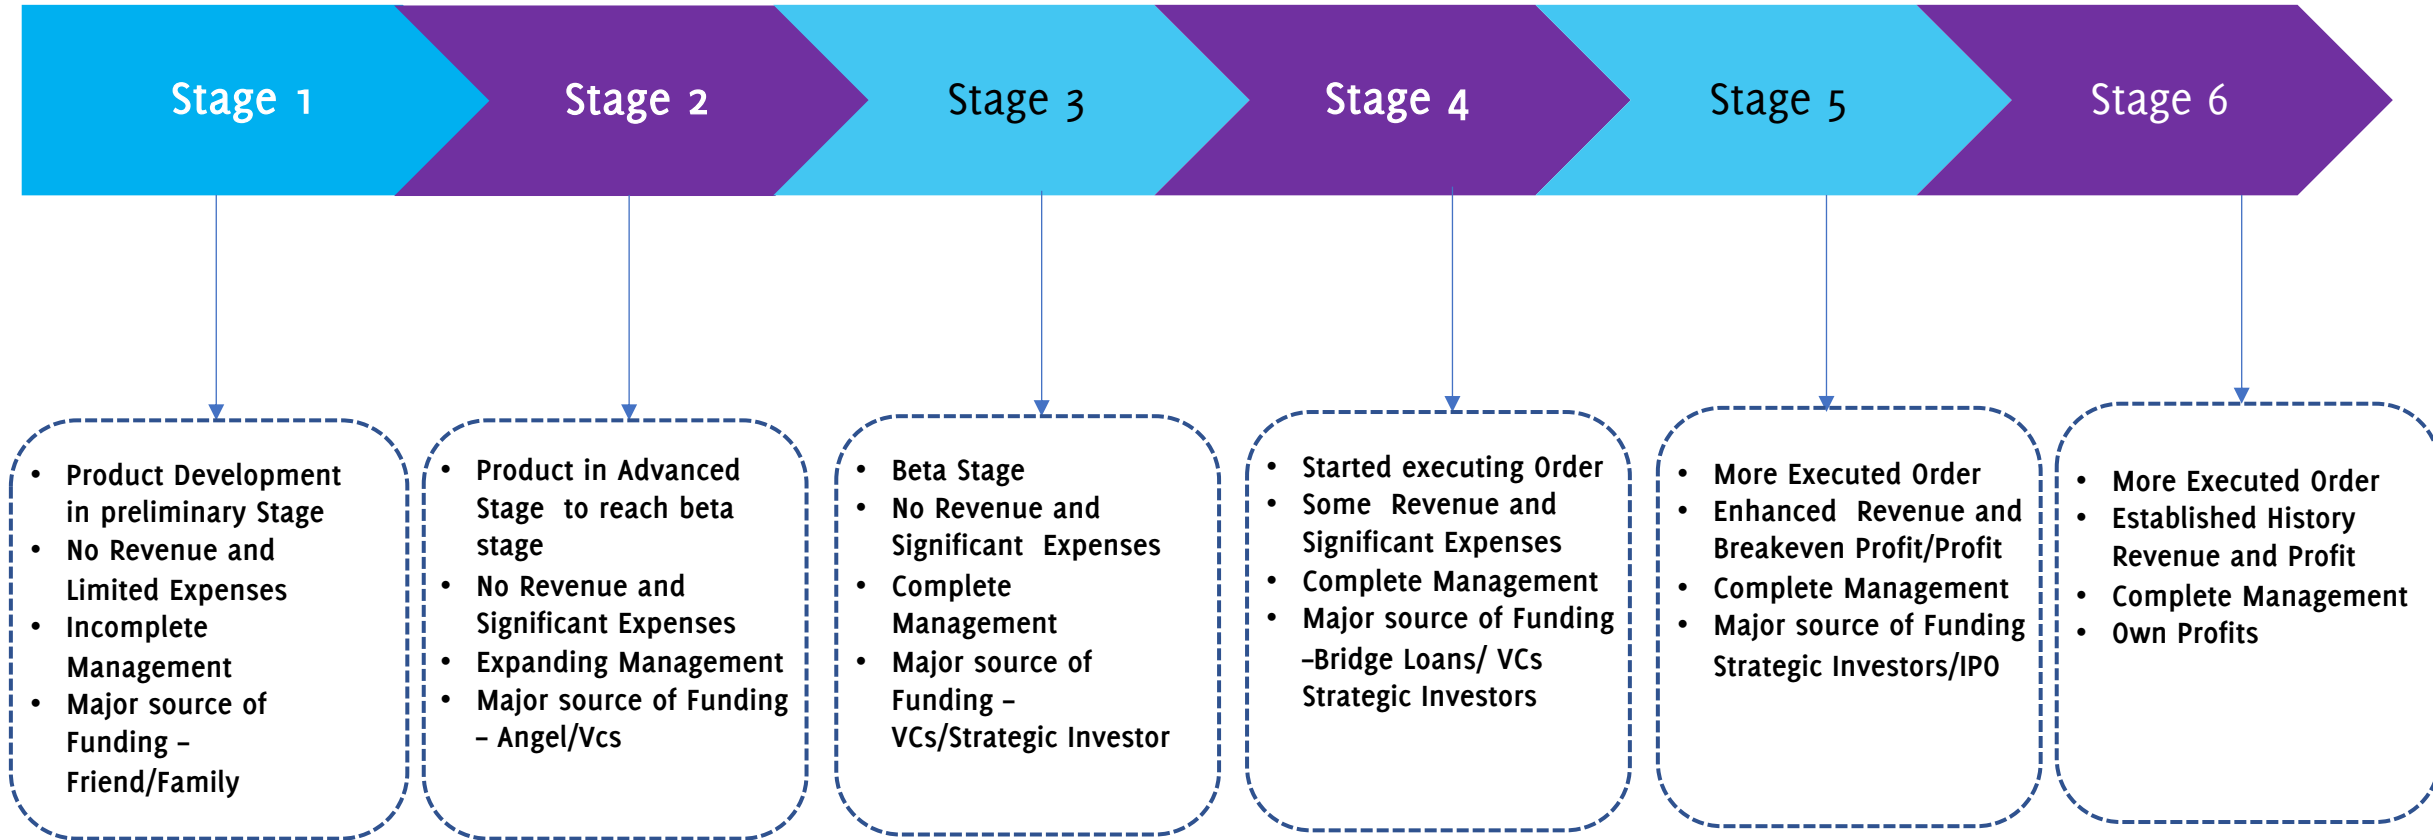 Stage 1
Stage 2
Stage 3
Stage 4
Stage 5
Stage 6
• Product Development
in preliminary Stage
• No Revenue and
Limited Expenses
• Incomplete
Management
• Major source of
Funding –
Friend/Family
• Product in Advanced
Stage to reach beta
stage
• No Revenue and
Significant Expenses
• Expanding Management
• Major source of Funding
– Angel/Vcs
• Beta Stage
• No Revenue and
Significant Expenses
• Complete
Management
• Major source of
Funding –
VCs/Strategic Investor
• Started executing Order
• Some Revenue and
Significant Expenses
• Complete Management
• Major source of Funding
–Bridge Loans/ VCs
Strategic Investors
• More Executed Order
• Enhanced Revenue and
Breakeven Profit/Profit
• Complete Management
• Major source of Funding
Strategic Investors/IPO
• More Executed Order
• Established History
Revenue and Profit
• Complete Management
• Own Profits